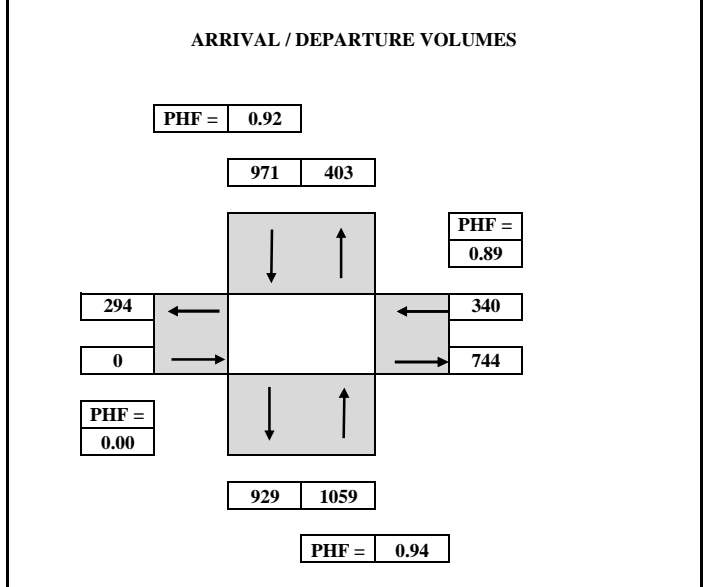 ARRIVAL / DEPARTURE VOLUMES
PHF = 0.92
971 403
PHF =
0.89
294 340
0 744
PHF =
0.00
929 1059
PHF = 0.94